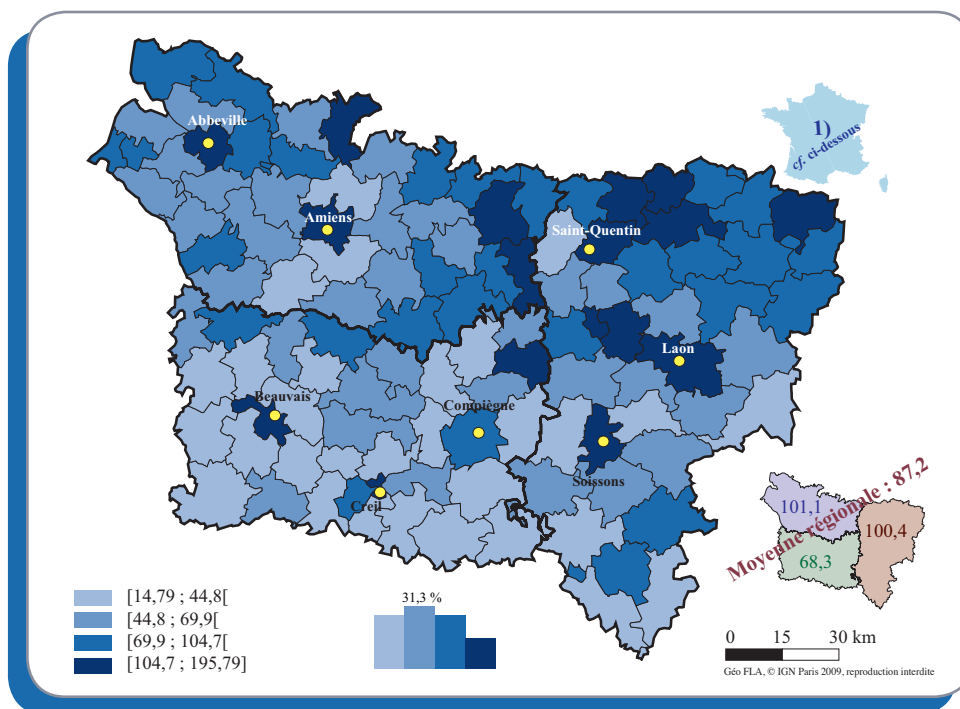 Abbeville
1)
cf. ci-dessous
Amiens
Saint-Quentin
Laon
Beauvais
Compiègne
Soissons
Creil
Moyenne régionale : 87,2
101,1
100,4
68,3
[14,79 ; 44,8[
[44,8 ; 69,9[
[69,9 ; 104,7[
[104,7 ; 195,79]
31,3 %
0 15 30 km
Géo FLA, © IGN Paris 2009, reproduction interdite